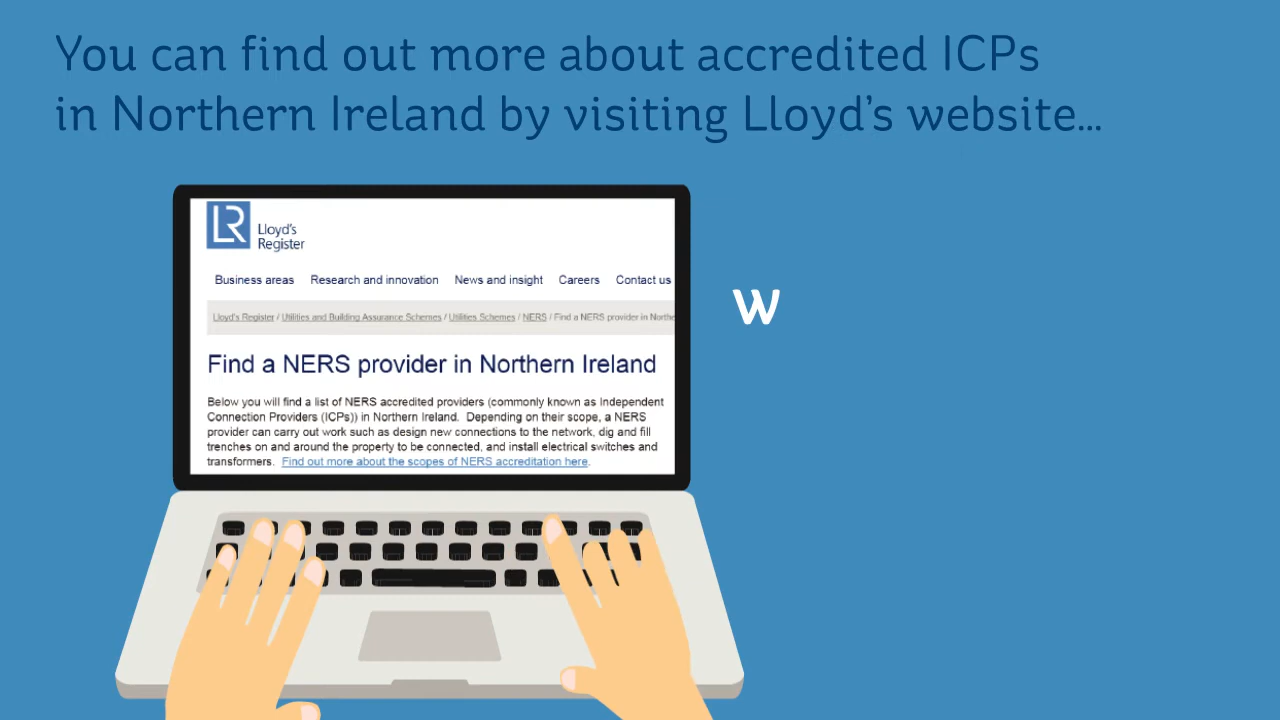 You can find out more about accredited ICPs
in Northern Ireland by visiting Lloyd's website...
LR
Lloyd's
Register
Business areas Research and innovation News and insight Careers Contact us
w
Lloyd's Register / Utilities and Building Assurance Schemes / Utilities Schemes / NERS / Find a NERS provider in Northe
Find a NERS provider in Northern Ireland
Below you will find a list of NERS accredited providers (commonly known as Independent
Connection Providers (ICPs)) in Northern Ireland. Depending on their scope, a NERS
provider can carry out work such as design new connections to the network, dig and fill
trenches on and around the property to be connected, and install electrical switches and
transformers. Find out more about the scopes of NERS accreditation here.